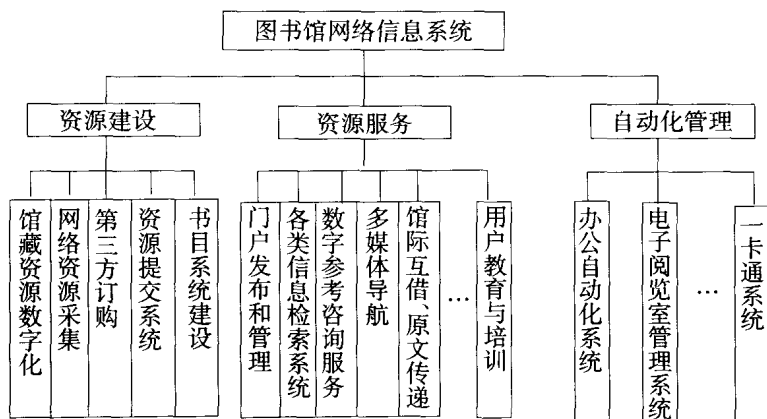 图书馆网络信息系统
资源建设
资源服务
自动化管理
馆藏资源数字化
网络资源采集
第三方订购
资源提交系统
书目系统建设
门户发布和管理
各类信息检索系统
数字参考咨询服务
多媒体导航
馆际互借、原文传递
…
用户教育与培训
办公自动化系统
电子阅览室管理系统
…
一卡通系统